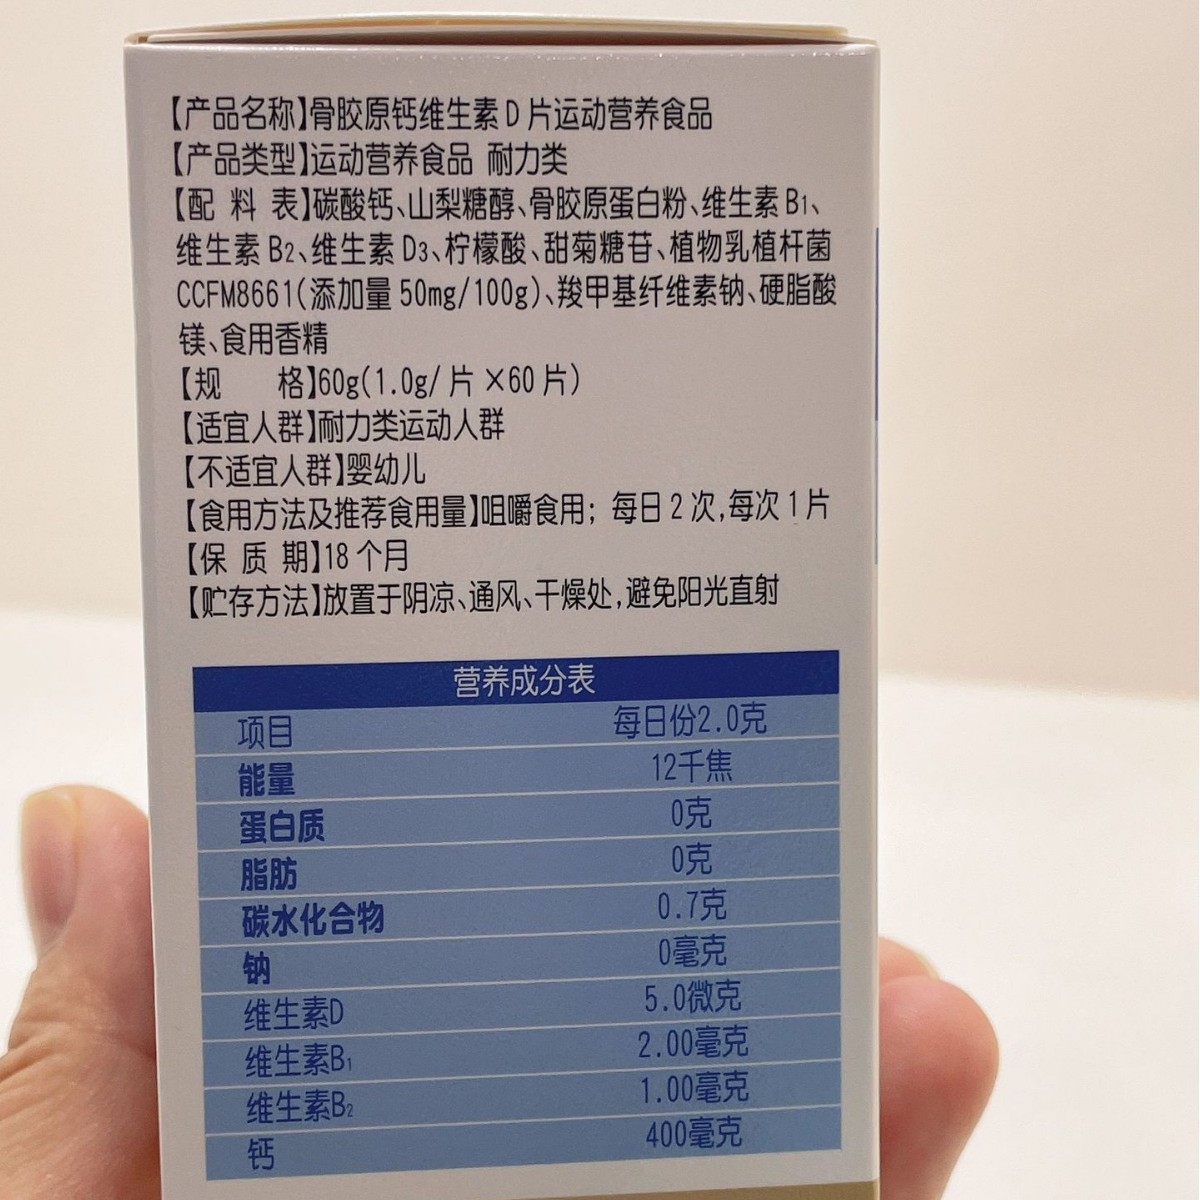 【产品名称】骨胶原钙维生素D片运动营养食品
【产品类型】运动营养食品 耐力类
【配 料 表】碳酸钙、山梨糖醇、骨胶原蛋白粉、维生素B1、
维生素B2、维生素D3、柠檬酸、甜菊糖苷、植物乳植杆菌
CCFM8661(添加量50mg/100g)、羧甲基纤维素钠、硬脂酸
镁、食用香精
【规 格】60g(1.0g/片×60片)
【适宜人群】耐力类运动人群
【不适宜人群】婴幼儿
【食用方法及推荐食用量】咀嚼食用；每日2次,每次1片
【保 质 期】18个月
【贮存方法】放置于阴凉、通风、干燥处,避免阳光直射
营养成分表
项目 每日份2.0克
能量 12千焦
蛋白质 0克
脂肪 0克
碳水化合物 0.7克
钠 0毫克
维生素D 5.0微克
维生素B1 2.00毫克
维生素B2 1.00毫克
钙 400毫克